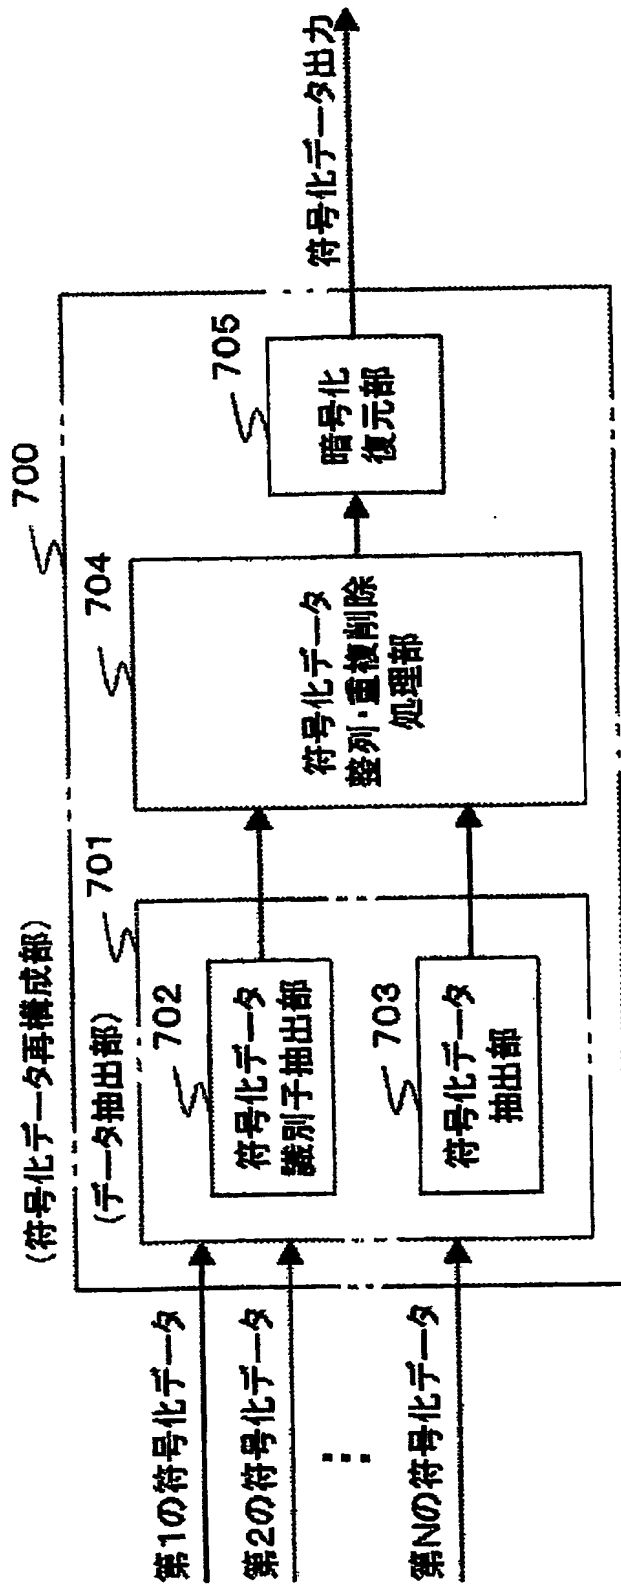 700
(符号化データ再構成部)
701
(データ抽出部)
第1の符号化データ
第2の符号化データ
…
第Nの符号化データ
702
符号化データ
識別子抽出部
703
符号化データ
抽出部
704
符号化データ
整列・重複削除
処理部
705
暗号化
復元部
符号化データ出力